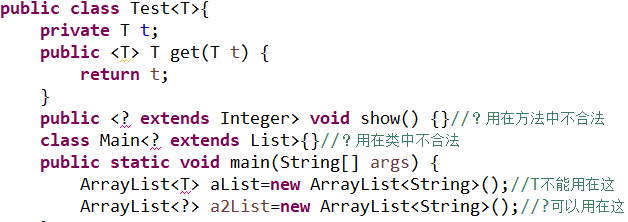 public class Test<T>{
    private T t;
    public <T> T get(T t) {
        return t;
    }
    public <? extends Integer> void show() {}//？用在方法中不合法
    class Main<? extends List>{}//？用在类中不合法
    public static void main(String[] args) {
        ArrayList<T> aList=new ArrayList<String>();//T不能用在这
        ArrayList<?> a2List=new ArrayList<String>();//?可以用在这